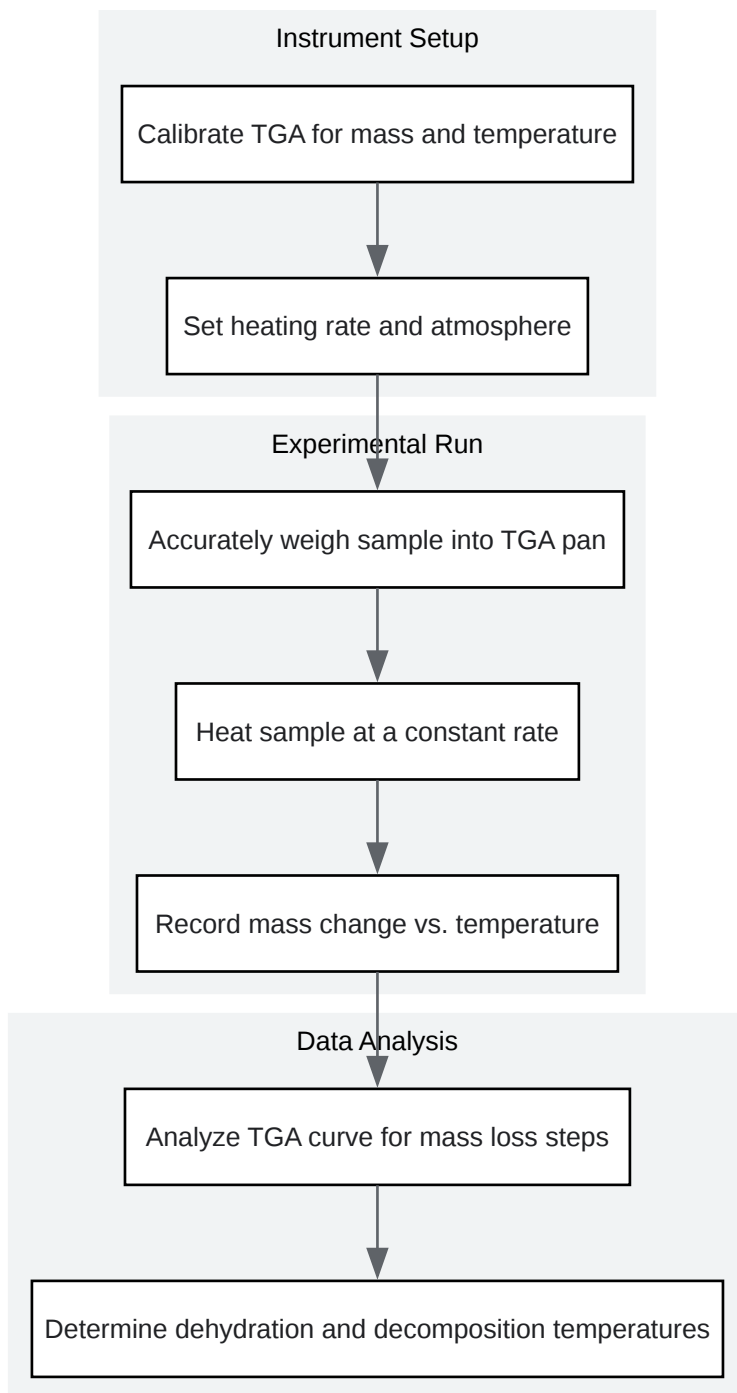 Instrument Setup
Calibrate TGA for mass and temperature
Set heating rate and atmosphere
Experimental Run
Accurately weigh sample into TGA pan
Heat sample at a constant rate
Record mass change vs. temperature
Data Analysis
Analyze TGA curve for mass loss steps
Determine dehydration and decomposition temperatures